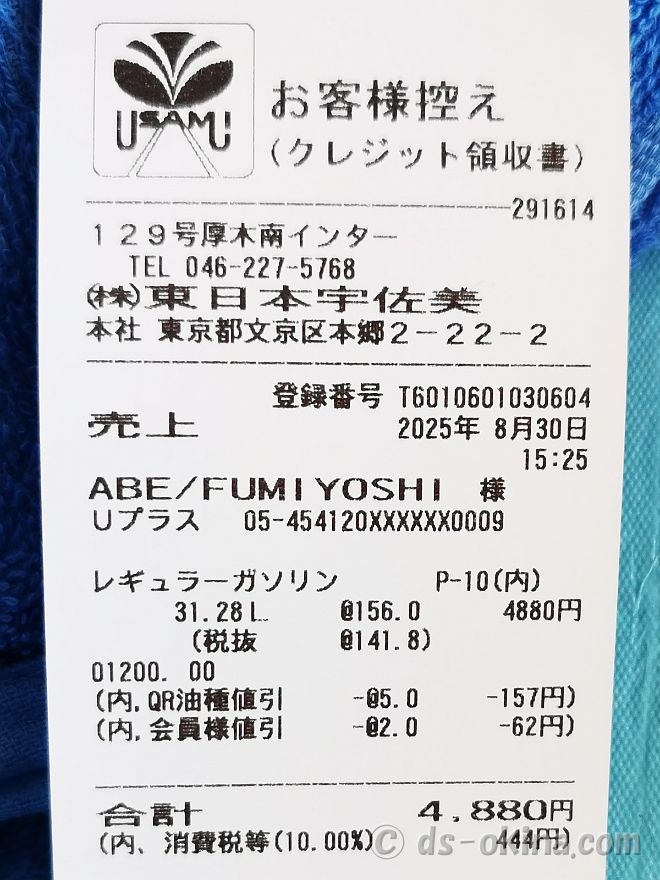 USAMI
お客様控え
(クレジット領収書)
291614
129号厚木南インター
TEL 046-227-5768
㈱東日本宇佐美
本社 東京都文京区本郷2-22-2
登録番号 T6010601030604
売上 2025年 8月30日
15:25
ABE/FUMIYOSHI 様
Uプラス 05-454120XXXXXX0009
レギュラーガソリン P-10(内)
31.28L @156.0 4880円
(税抜 @141.8)
01200. 00
(内,QR油種値引 -@5.0 -157円)
(内,会員様値引 -@2.0 -62円)
合計 4,880円
(内、消費税等(10.00%) 444円)
© ds-okina.com